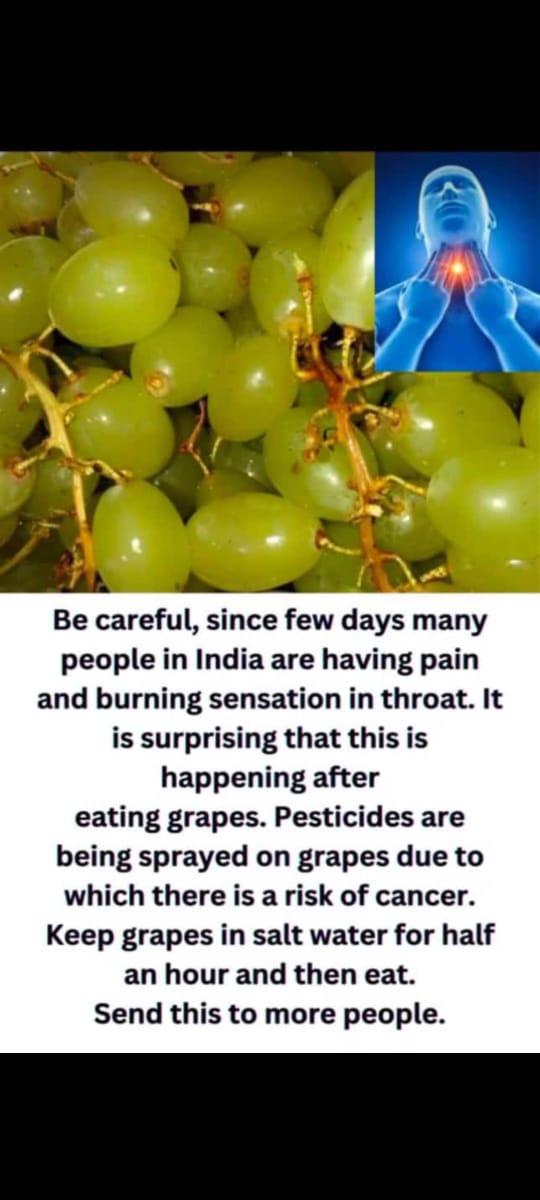 Be careful, since few days many
people in India are having pain
and burning sensation in throat. It
is surprising that this is
happening after
eating grapes. Pesticides are
being sprayed on grapes due to
which there is a risk of cancer.
Keep grapes in salt water for half
an hour and then eat.
Send this to more people.